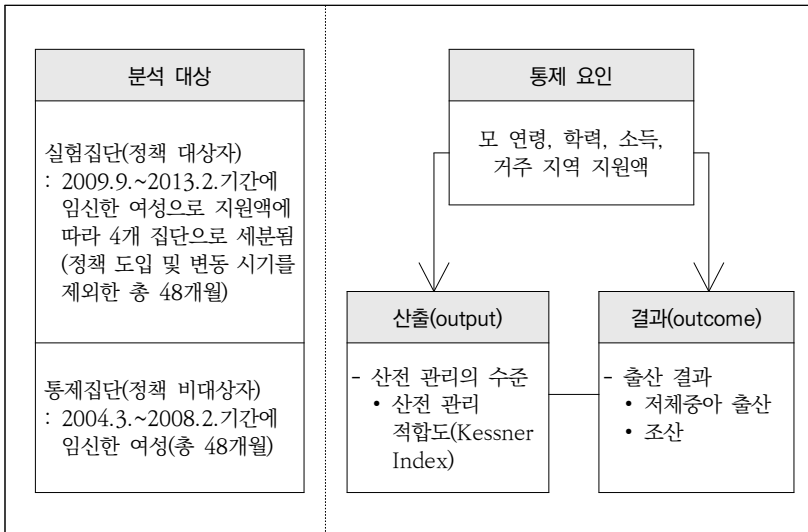 분석 대상
실험집단(정책 대상자)
: 2009.9.~2013.2.기간에
임신한 여성으로 지원액에
따라 4개 집단으로 세분됨
(정책 도입 및 변동 시기를
제외한 총 48개월)
통제집단(정책 비대상자)
: 2004.3.~2008.2.기간에
임신한 여성(총 48개월)
통제 요인
모 연령, 학력, 소득,
거주 지역 지원액
산출(output)
- 산전 관리의 수준
• 산전 관리
적합도(Kessner
Index)
결과(outcome)
- 출산 결과
• 저체중아 출산
• 조산